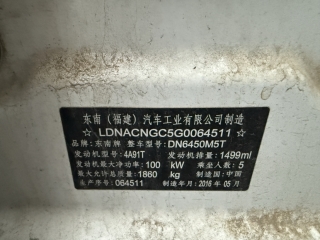 东南（福建）汽车工业有限公司制造
☆ LDNACNGC5G0064511 ☆
品牌：东南牌 整车型号：DN6450M5T
发动机型号：4A91T 发动机排量：1499ml
发动机最大净功率：100 kW 乘坐人数：5
最大允许总质量：1860 kg 制造国：中国
生产序号：064511 制造年月：2016年05月